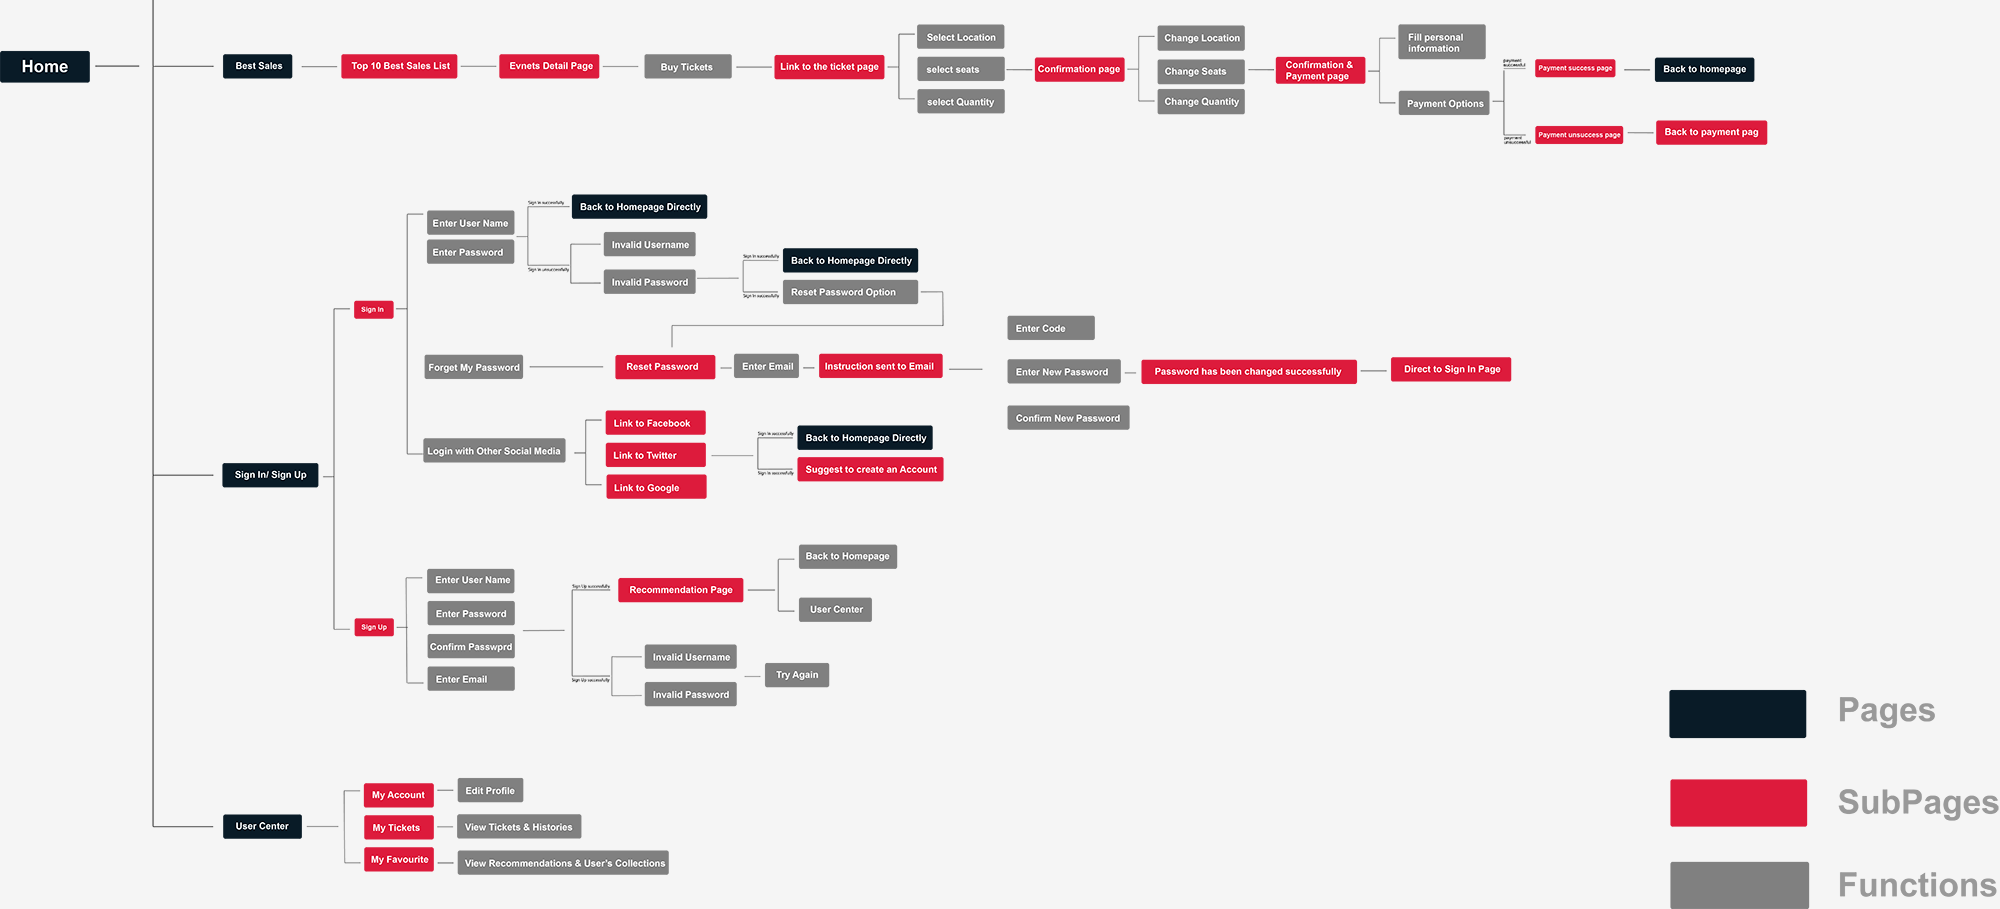 Home
Best Sales
Top 10 Best Sales List
Evnets Detail Page
Buy Tickets
Link to the ticket page
Select Location
select seats
select Quantity
Confirmation page
Change Location
Change Seats
Change Quantity
Confirmation &
Payment page
Fill personal
information
Payment Options
payment
successful
Payment success page
Back to homepage
payment
unsuccessful
Payment unsuccess page
Back to payment pag
Sign In/ Sign Up
Sign In
Enter User Name
Enter Password
Sign In successfully
Back to Homepage Directly
Sign In unsuccessfully
Invalid Username
Invalid Password
Sign In successfully
Back to Homepage Directly
Sign In successfully
Reset Password Option
Forget My Password
Reset Password
Enter Email
Instruction sent to Email
Enter Code
Enter New Password
Confirm New Password
Password has been changed successfully
Direct to Sign In Page
Login with Other Social Media
Link to Facebook
Link to Twitter
Link to Google
Sign In successfully
Back to Homepage Directly
Sign In successfully
Suggest to create an Account
Sign Up
Enter User Name
Enter Password
Confirm Passwprd
Enter Email
Sign Up successfully
Recommendation Page
Back to Homepage
User Center
Sign Up successfully
Invalid Username
Invalid Password
Try Again
User Center
My Account
Edit Profile
My Tickets
View Tickets & Histories
My Favourite
View Recommendations & User's Collections
Pages
SubPages
Functions